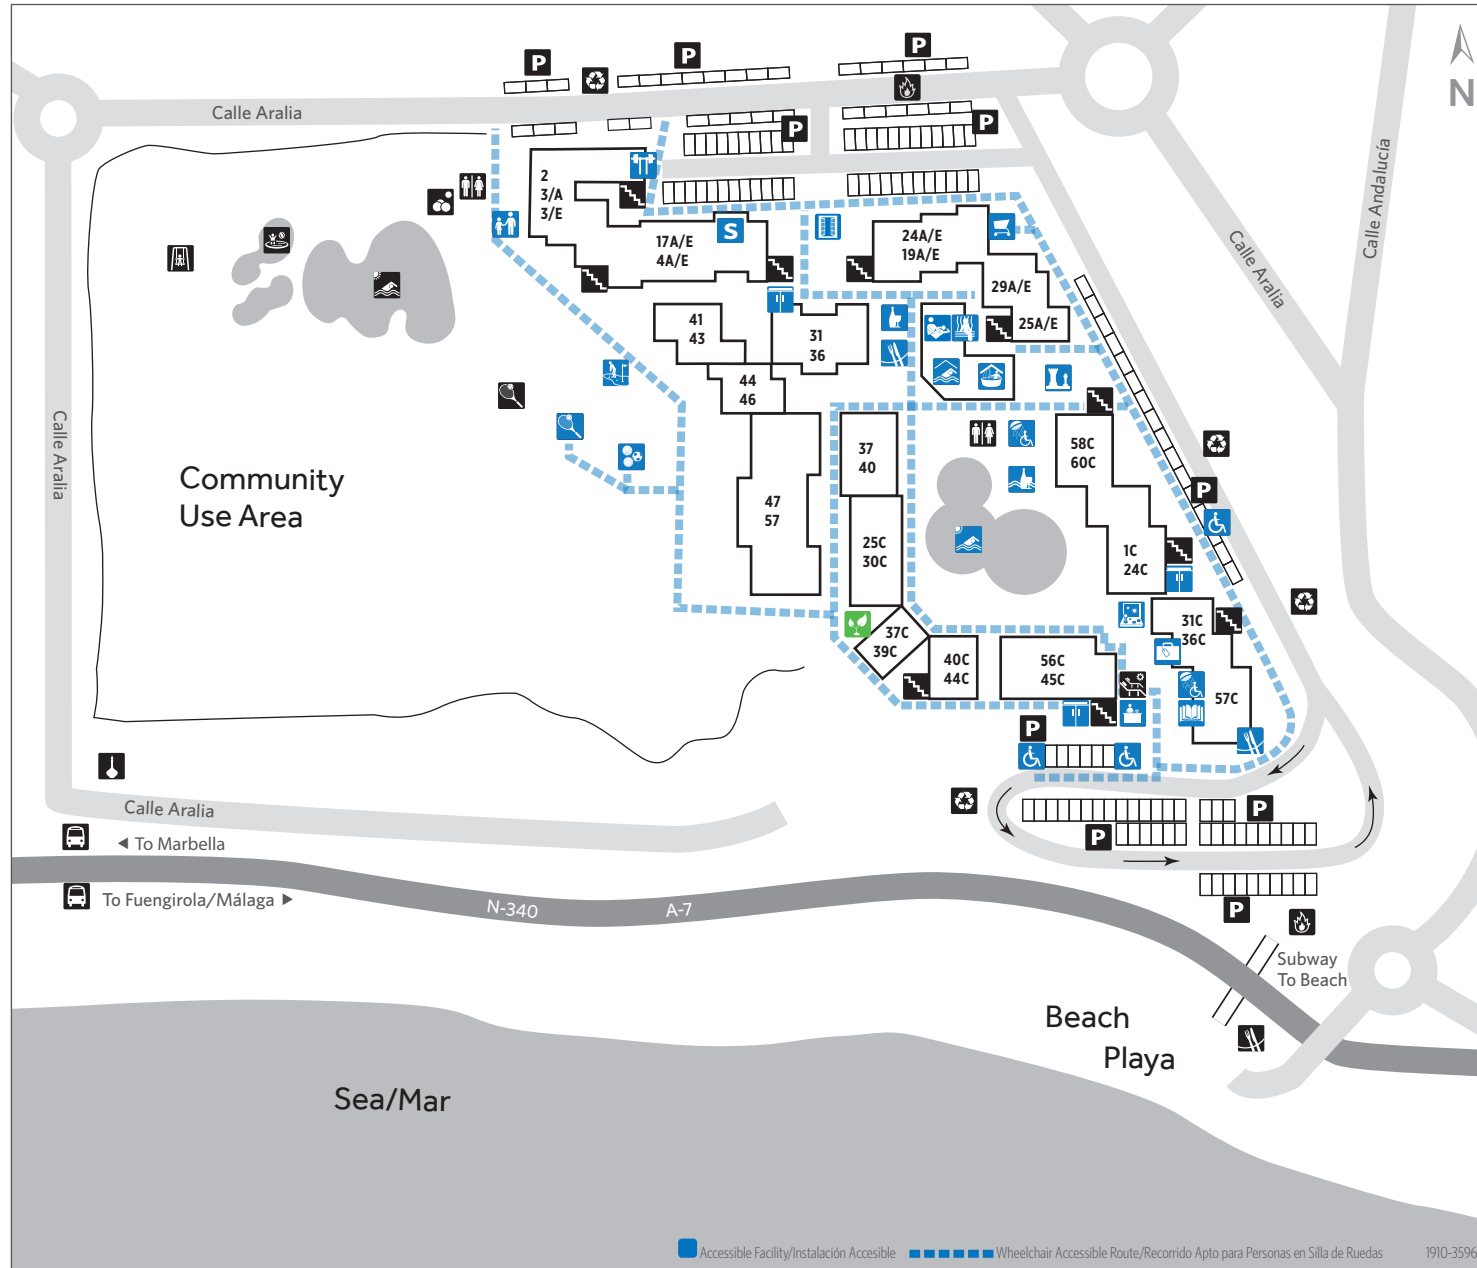 P
P
P
N
Calle Aralia
P
P
Calle Andalucía
2
3/A
3/E
17A/E
4A/E
S
24A/E
19A/E
Calle Aralia
29A/E
25A/E
41
43
31
36
44
46
Calle Aralia
Community
Use Area
37
40
58C
60C
47
57
P
25C
30C
1C
24C
37C
39C
31C
36C
40C
44C
56C
45C
57C
P
Calle Aralia
P
P
To Marbella
To Fuengirola/Málaga
N-340
A-7
P
Subway
To Beach
Beach
Playa
Sea/Mar
Accessible Facility/Instalación Accesible
Wheelchair Accessible Route/Recorrido Apto para Personas en Silla de Ruedas
1910-3596